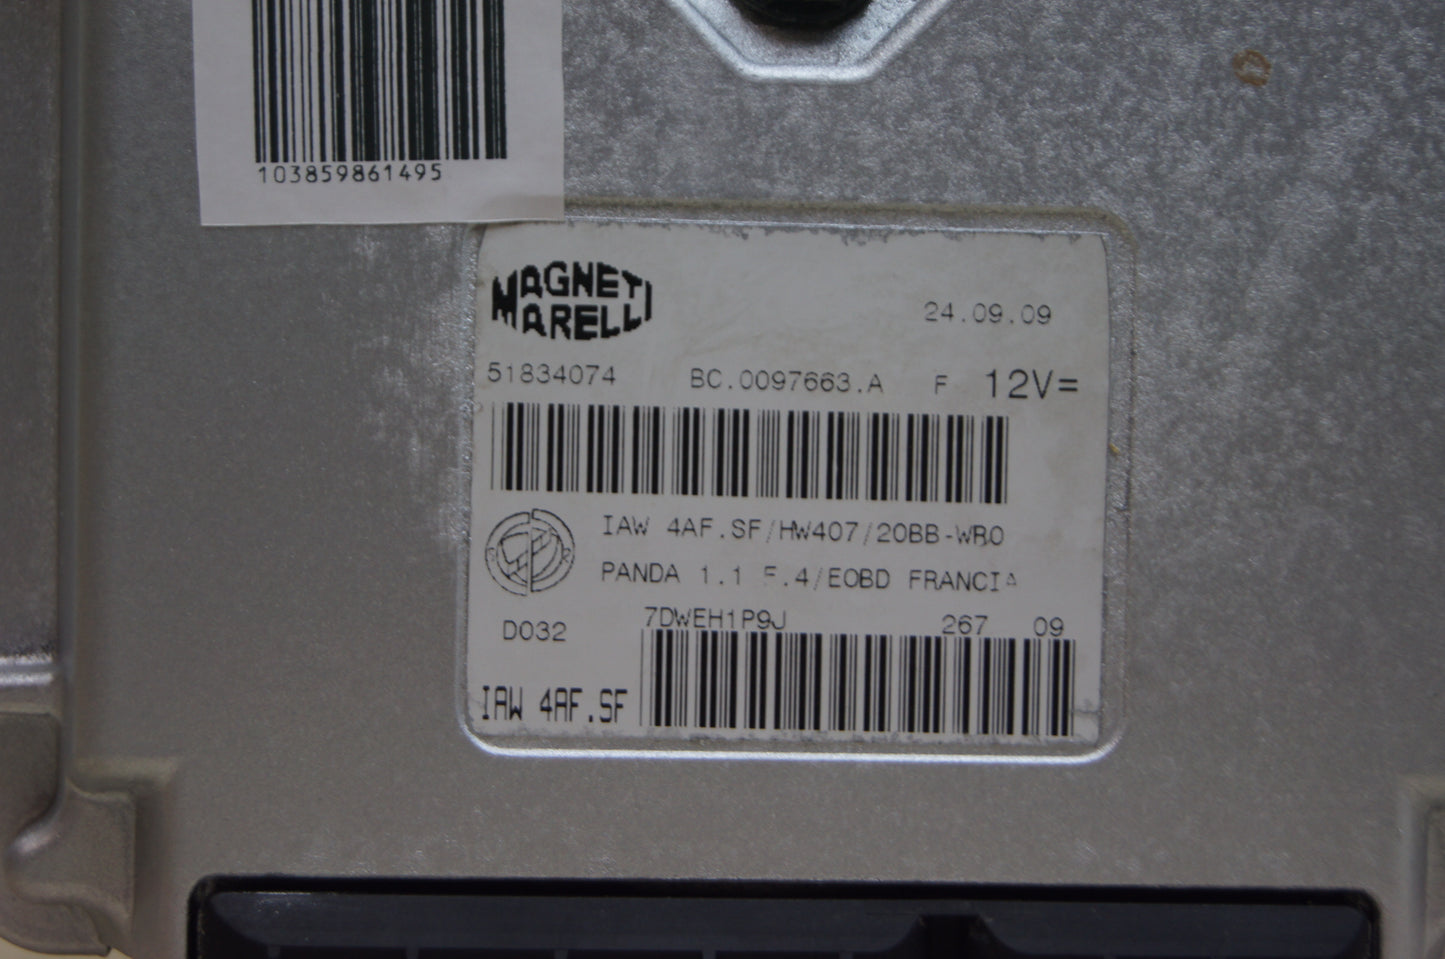 103859861495
MAGNETI
MARELLI
24.09.09
51834074 BC.0097663.A F 12V=
IAW 4AF.SF/HW407/20BB-WR0
PANDA 1.1 F.4/EOBD FRANCIA
D032 7DWEH1P9J 267 09
IAW 4AF.SF